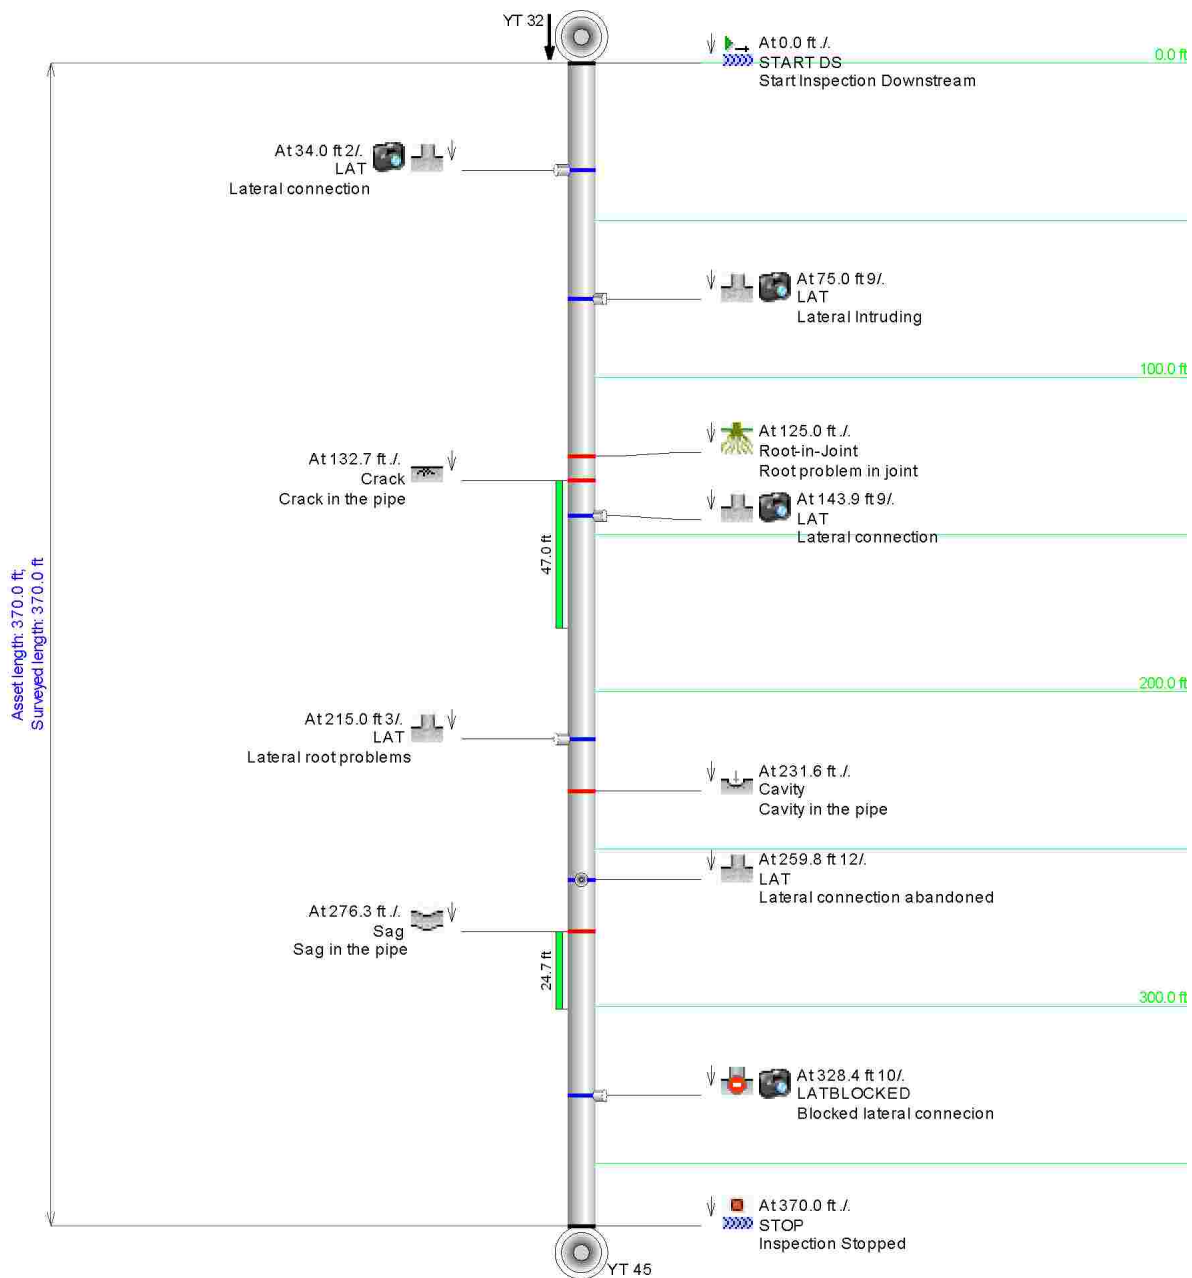 YT 32
At 0.0 ft ./.
START DS
Start Inspection Downstream
0.0 ft
At 34.0 ft 2/.
LAT
Lateral connection
At 75.0 ft 9/.
LAT
Lateral Intruding
100.0 ft
At 125.0 ft ./.
Root-in-Joint
Root problem in joint
At 132.7 ft ./.
Crack
Crack in the pipe
At 143.9 ft 9/.
LAT
Lateral connection
47.0 ft
Asset length: 370.0 ft;
Surveyed length: 370.0 ft
200.0 ft
At 215.0 ft 3/.
LAT
Lateral root problems
At 231.6 ft ./.
Cavity
Cavity in the pipe
At 259.8 ft 12/.
LAT
Lateral connection abandoned
At 276.3 ft ./.
Sag
Sag in the pipe
24.7 ft
300.0 ft
At 328.4 ft 10/.
LATBLOCKED
Blocked lateral connecion
At 370.0 ft ./.
STOP
Inspection Stopped
YT 45